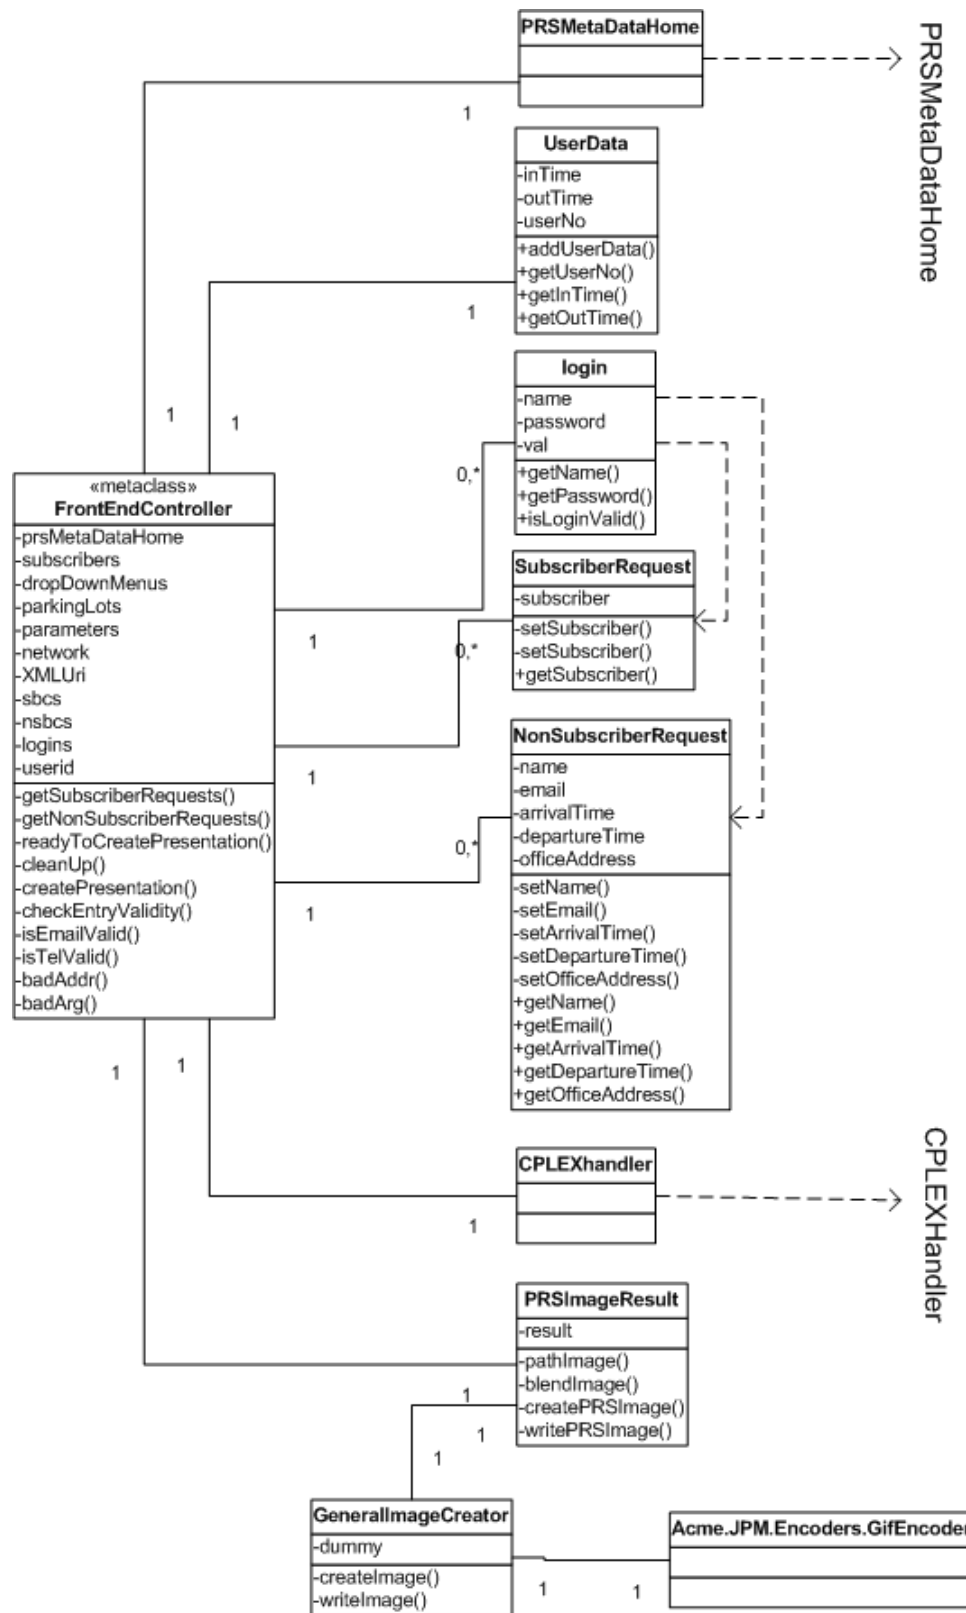 PRSMetaDataHome
PRSMetaDataHome
1
UserData
-inTime
-outTime
-userNo
+addUserData()
+getUserNo()
+getInTime()
+getOutTime()
1
1
1
login
-name
-password
-val
+getName()
+getPassword()
+isLoginValid()
0,*
«metaclass»
FrontEndController
-prsMetaDataHome
-subscribers
-dropDownMenus
-parkingLots
-parameters
-network
-XMLUri
-sbcs
-nsbcs
-logins
-userid
-getSubscriberRequests()
-getNonSubscriberRequests()
-readyToCreatePresentation()
-cleanUp()
-createPresentation()
-checkEntryValidity()
-isEmailValid()
-isTelValid()
-badAddr()
-badArg()
1
SubscriberRequest
-subscriber
-setSubscriber()
-setSubscriber()
+getSubscriber()
0,*
1
NonSubscriberRequest
-name
-email
-arrivalTime
-departureTime
-officeAddress
-setName()
-setEmail()
-setArrivalTime()
-setDepartureTime()
-setOfficeAddress()
+getName()
+getEmail()
+getArrivalTime()
+getDepartureTime()
+getOfficeAddress()
0,*
1
1
1
CPLEXhandler
CPLEXHandler
1
PRSImageResult
-result
-pathImage()
-blendImage()
-createPRSImage()
-writePRSImage()
1
1
1
GeneralImageCreator
-dummy
-createImage()
-writeImage()
1
1
Acme.JPM.Encoders.GifEncoder